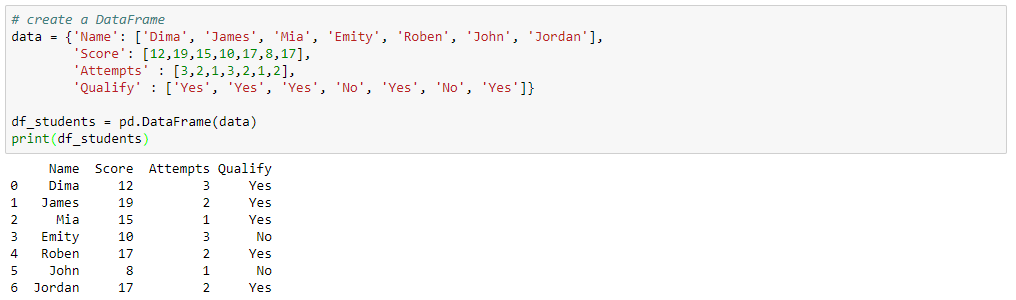 # create a DataFrame
data = {'Name': ['Dima', 'James', 'Mia', 'Emity', 'Roben', 'John', 'Jordan'],
        'Score': [12,19,15,10,17,8,17],
        'Attempts' : [3,2,1,3,2,1,2],
        'Qualify' : ['Yes', 'Yes', 'Yes', 'No', 'Yes', 'No', 'Yes']}

df_students = pd.DataFrame(data)
print(df_students)
     Name  Score  Attempts Qualify
0    Dima     12         3     Yes
1   James     19         2     Yes
2     Mia     15         1     Yes
3   Emity     10         3      No
4   Roben     17         2     Yes
5    John      8         1      No
6  Jordan     17         2     Yes